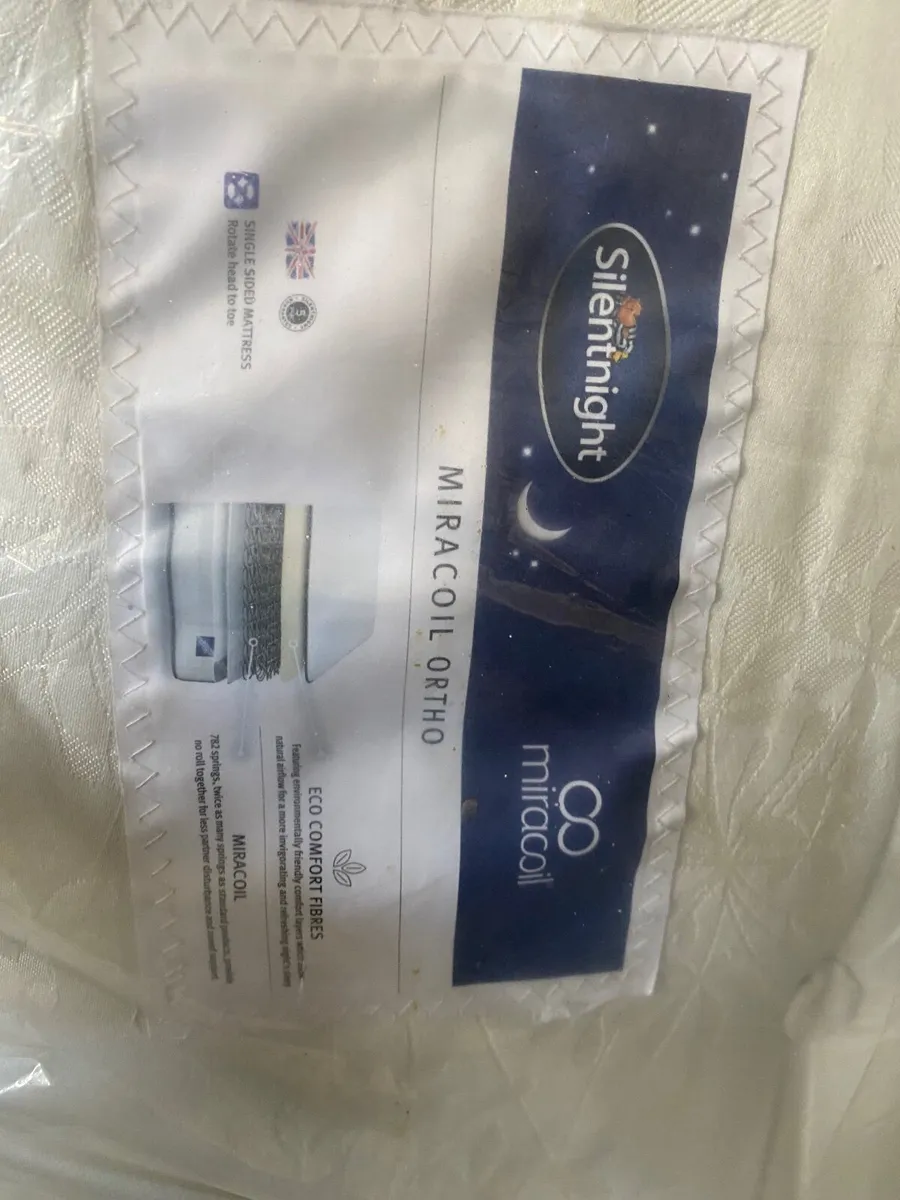 Silentnight
miracoil
MIRACOIL ORTHO
5
SINGLE SIDED MATTRESS
Rotate head to toe
ECO COMFORT FIBRES
Featuring environmentally friendly comfort layers which
natural airflow for a more invigorating and refreshing night's sleep
MIRACOIL
782 springs, twice as many springs as standard products, provide
no roll together for less partner disturbance and good support